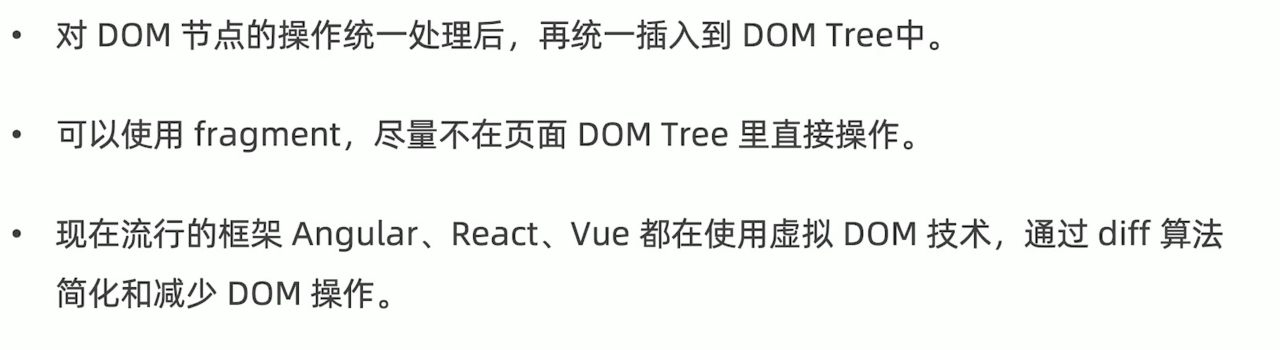 • 对 DOM 节点的操作统一处理后，再统一插入到 DOM Tree中。
• 可以使用 fragment，尽量不在页面 DOM Tree 里直接操作。
• 现在流行的框架 Angular、React、Vue 都在使用虚拟 DOM 技术，通过 diff 算法
简化和减少 DOM 操作。